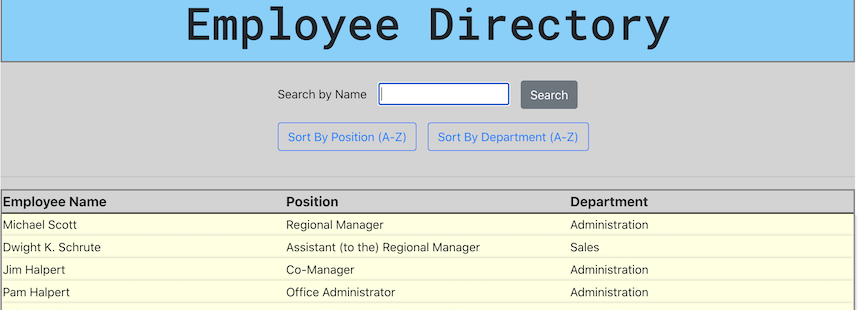 Employee Directory
Search by Name Search
Sort By Position (A-Z) Sort By Department (A-Z)
Employee Name Position Department
Michael Scott Regional Manager Administration
Dwight K. Schrute Assistant (to the) Regional Manager Sales
Jim Halpert Co-Manager Administration
Pam Halpert Office Administrator Administration